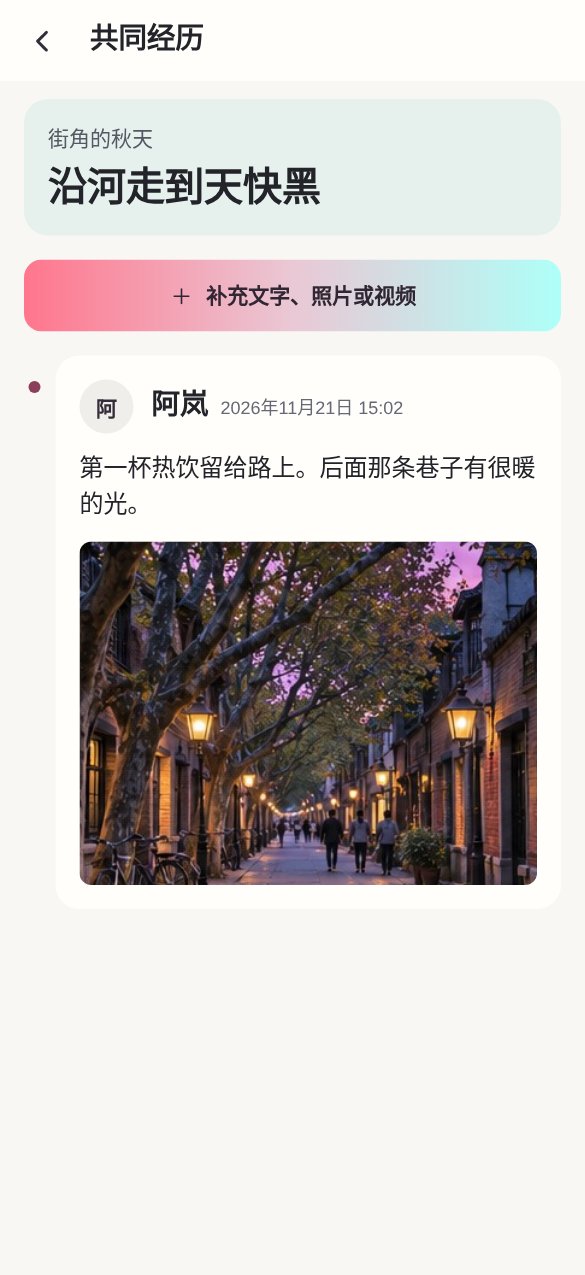 共同经历
街角的秋天
沿河走到天快黑
+ 补充文字、照片或视频
阿
阿岚 2026年11月21日 15:02
第一杯热饮留给路上。后面那条巷子有很暖
的光。